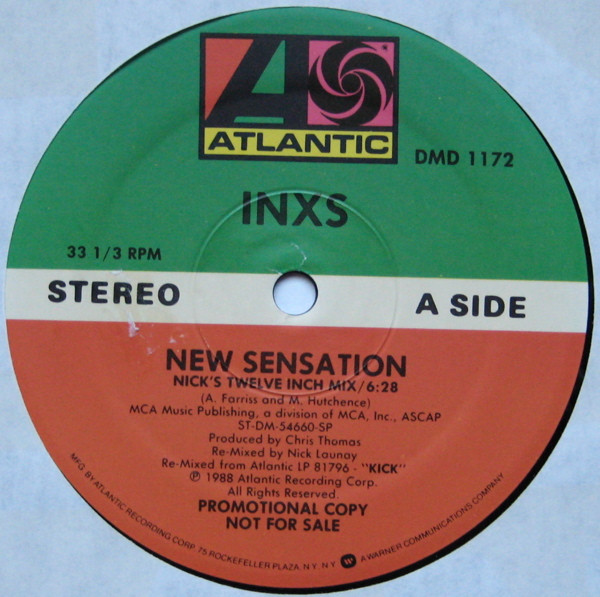 ATLANTIC
DMD 1172
INXS
33 1/3 RPM
STEREO
A SIDE
NEW SENSATION
NICK'S TWELVE INCH MIX/6:28
(A. Farriss and M. Hutchence)
MCA Music Publishing, a division of MCA, Inc., ASCAP
ST-DM-54660-SP
Produced by Chris Thomas
Re-Mixed by Nick Launay
Re-Mixed from Atlantic LP 81796 - "KICK"
℗ 1988 Atlantic Recording Corp.
All Rights Reserved.
PROMOTIONAL COPY
NOT FOR SALE
MFG. BY ATLANTIC RECORDING CORP. 75 ROCKEFELLER PLAZA, N.Y. N.Y. A WARNER COMMUNICATIONS COMPANY